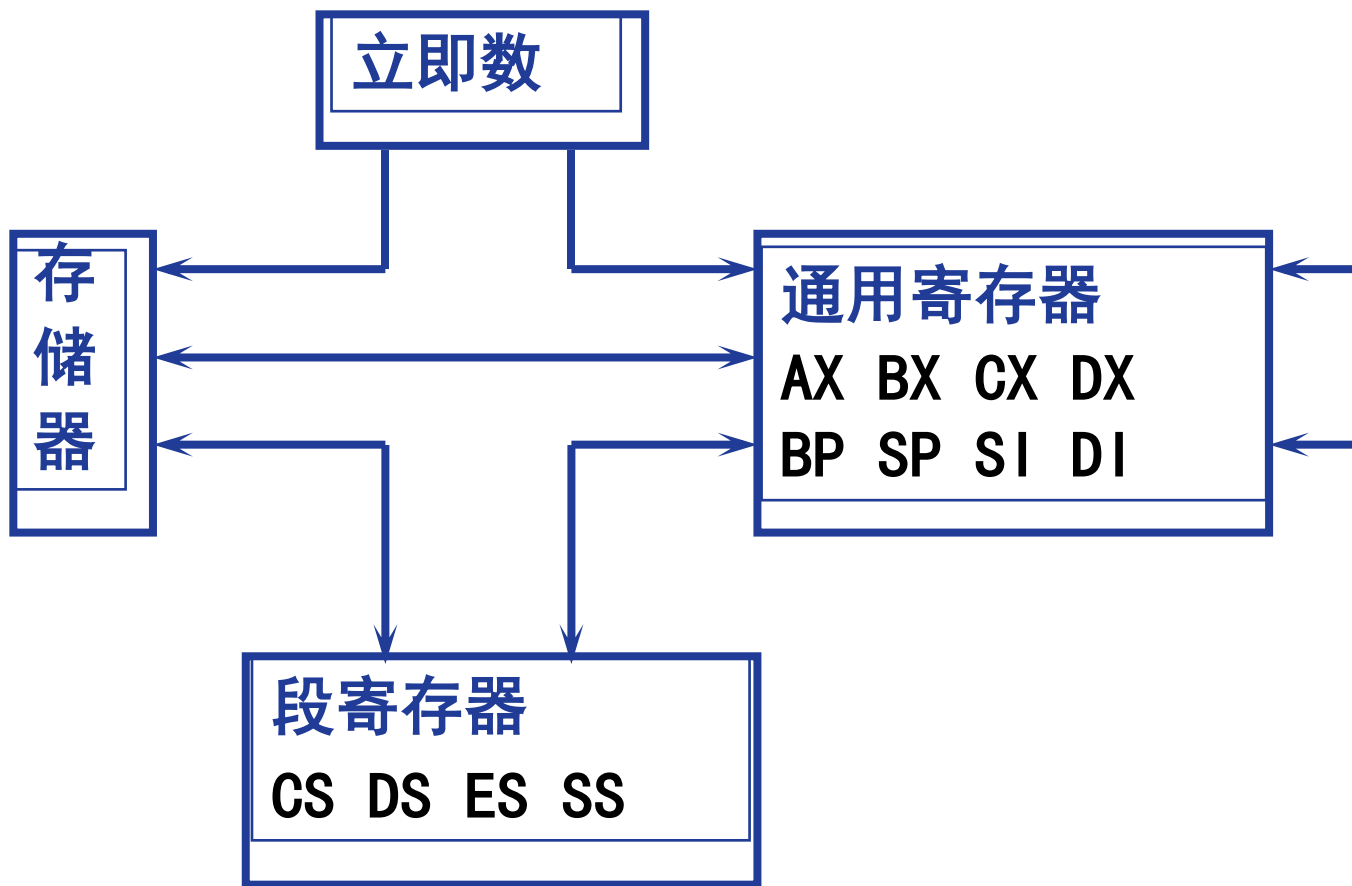 立即数
存
储
器
通用寄存器
AX BX CX DX
BP SP SI DI
段寄存器
CS DS ES SS